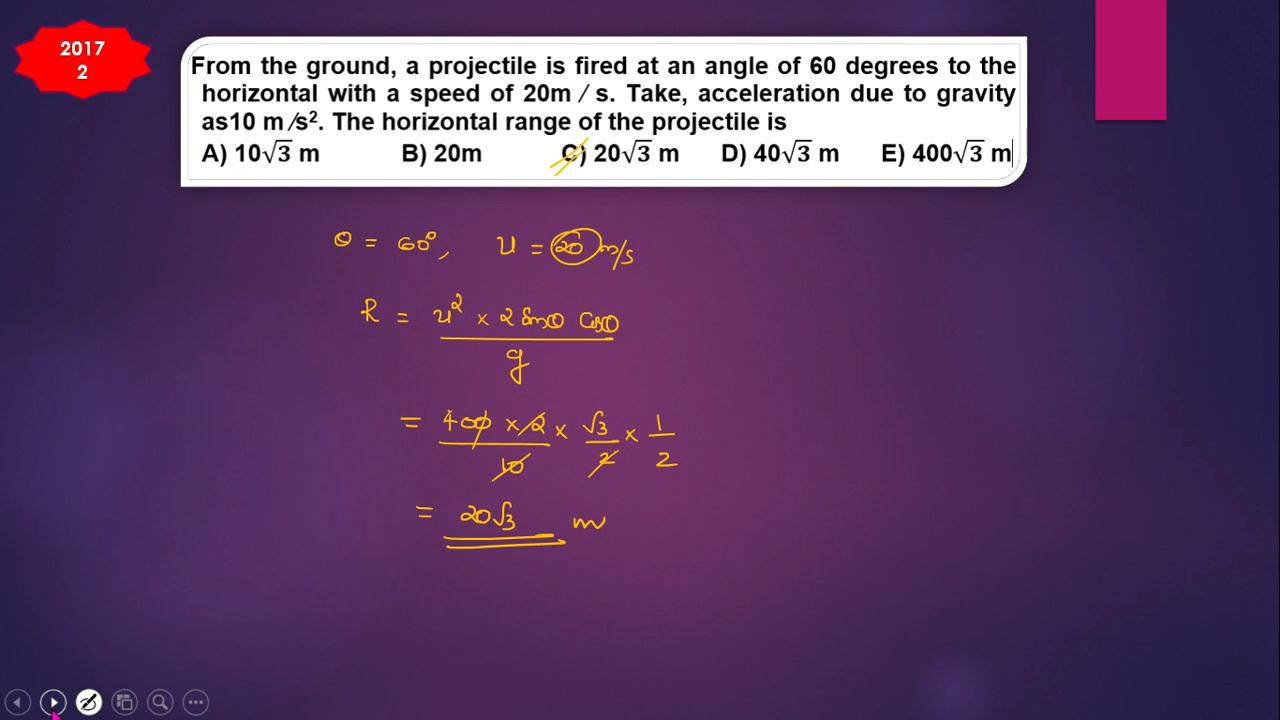 2017
2
From the ground, a projectile is fired at an angle of 60 degrees to the
horizontal with a speed of 20m / s. Take, acceleration due to gravity
as10 m/s². The horizontal range of the projectile is
A) 10√3 m B) 20m C) 20√3 m D) 40√3 m E) 400√3 m
θ = 60°, u = 20 m/s
R = u² × 2 Sinθ Cosθ / g
= 400 × 2 / 10 × √3 / 2 × 1 / 2
= 20√3 m